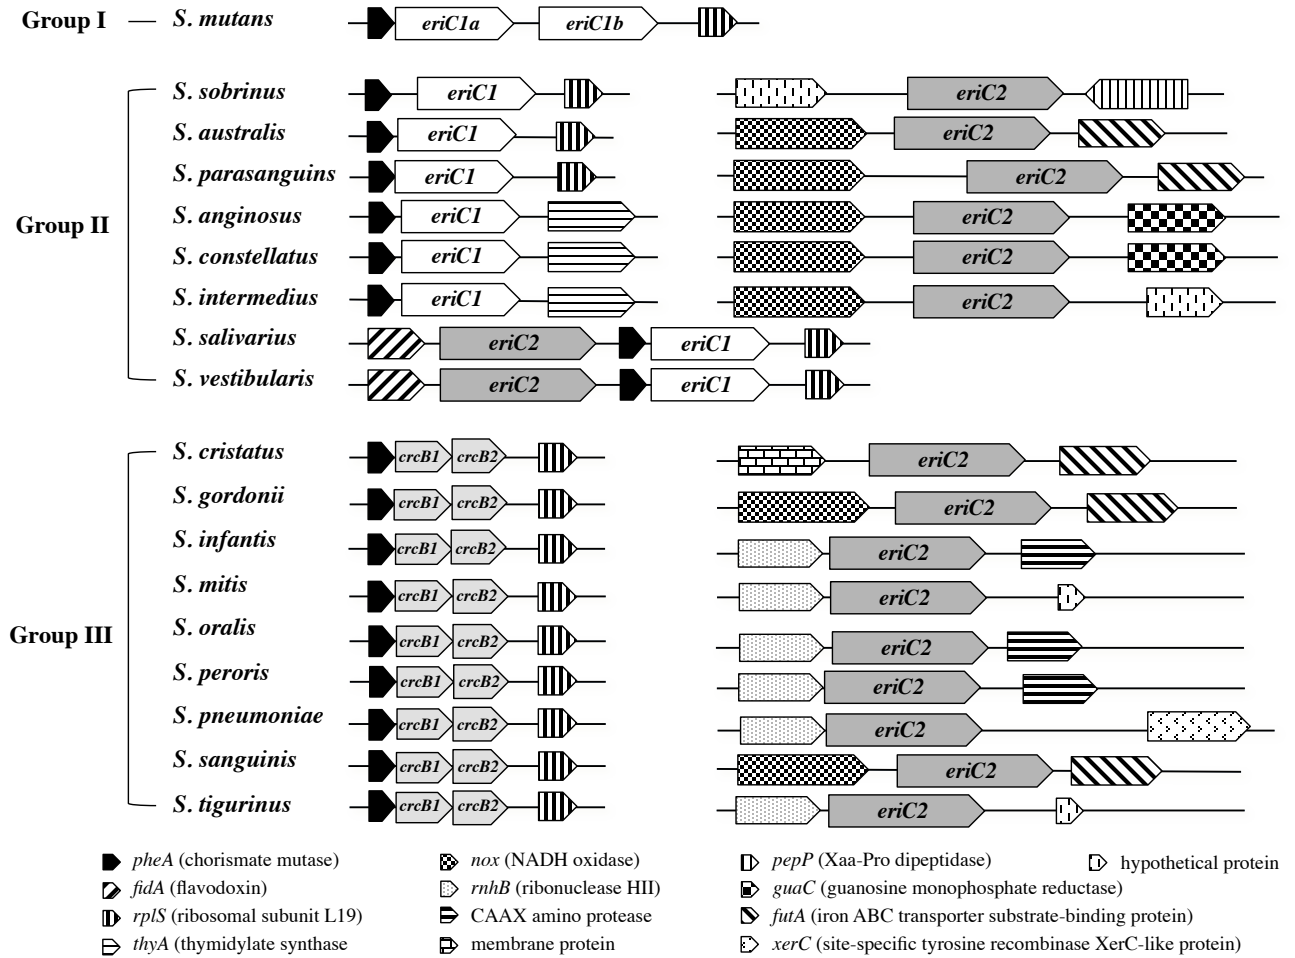 Group I
S. mutans
eriC1a eriC1b
Group II
S. sobrinus
eriC1 eriC2
S. australis
eriC1 eriC2
S. parasanguins
eriC1 eriC2
S. anginosus
eriC1 eriC2
S. constellatus
eriC1 eriC2
S. intermedius
eriC1 eriC2
S. salivarius
eriC2 eriC1
S. vestibularis
eriC2 eriC1
Group III
S. cristatus
crcB1 crcB2 eriC2
S. gordonii
crcB1 crcB2 eriC2
S. infantis
crcB1 crcB2 eriC2
S. mitis
crcB1 crcB2 eriC2
S. oralis
crcB1 crcB2 eriC2
S. peroris
crcB1 crcB2 eriC2
S. pneumoniae
crcB1 crcB2 eriC2
S. sanguinis
crcB1 crcB2 eriC2
S. tigurinus
crcB1 crcB2 eriC2
pheA (chorismate mutase)
fidA (flavodoxin)
rplS (ribosomal subunit L19)
thyA (thymidylate synthase
nox (NADH oxidase)
rnhB (ribonuclease HII)
CAAX amino protease
membrane protein
pepP (Xaa-Pro dipeptidase)
guaC (guanosine monophosphate reductase)
futA (iron ABC transporter substrate-binding protein)
xerC (site-specific tyrosine recombinase XerC-like protein)
hypothetical protein